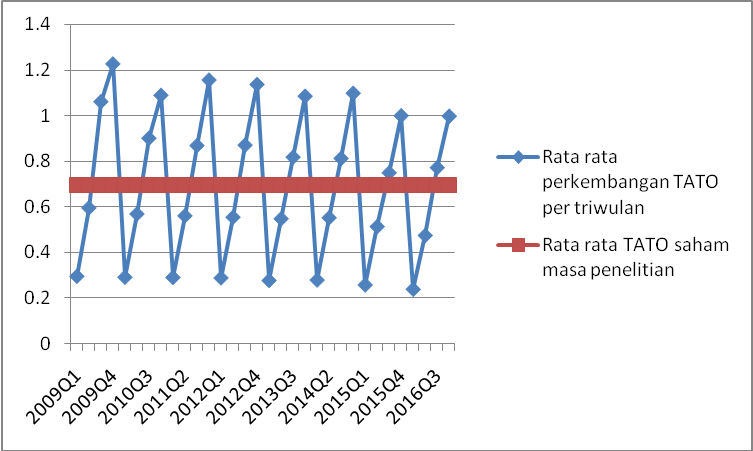 1.4
1.2
1
0.8
0.6
0.4
0.2
0
2009Q1
2009Q4
2010Q3
2011Q2
2012Q1
2012Q4
2013Q3
2014Q2
2015Q1
2015Q4
2016Q3
Rata rata
perkembangan TATO
per triwulan
Rata rata TATO saham
masa penelitian